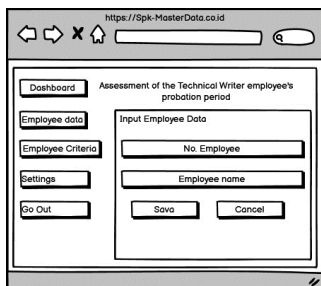 https://Spk-MasterData.co.id
Dashboard
Assessment of the Technical Writer employee's
probation period
Employee data
Input Employee Data
Employee Criteria
No. Employee
Settings
Employee name
Go Out
Sava
Cancel